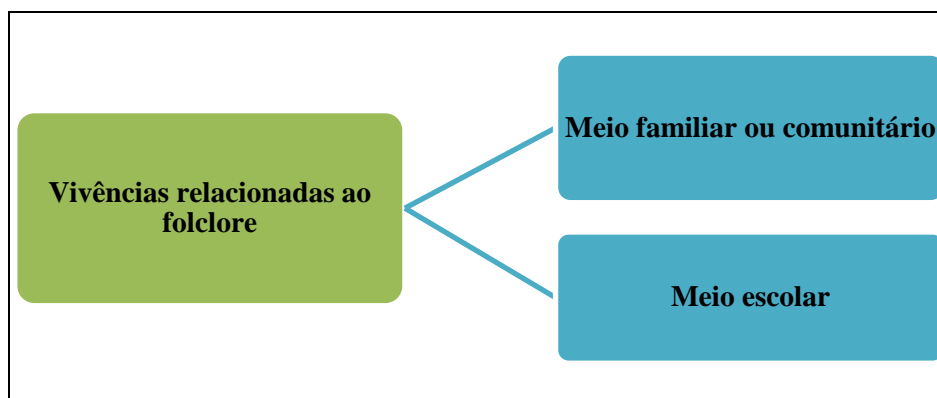 Vivências relacionadas ao
folclore
Meio familiar ou comunitário
Meio escolar